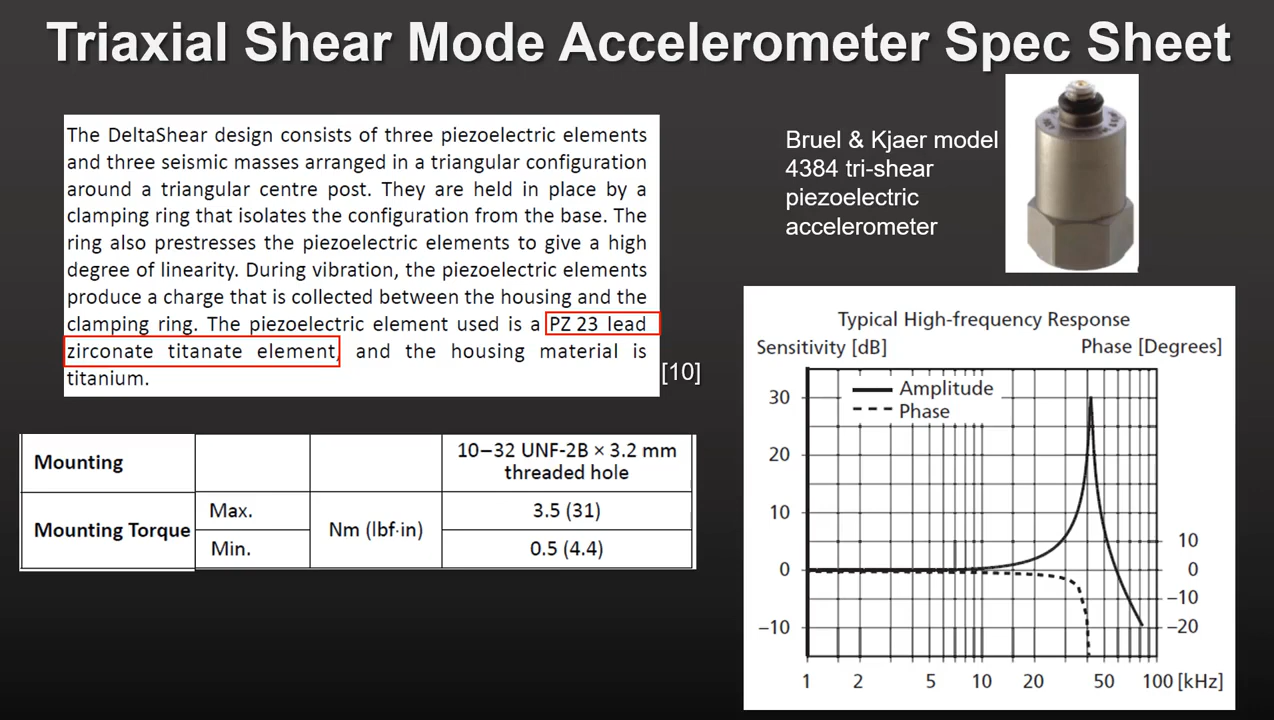 Triaxial Shear Mode Accelerometer Spec Sheet
The DeltaShear design consists of three piezoelectric elements
and three seismic masses arranged in a triangular configuration
around a triangular centre post. They are held in place by a
clamping ring that isolates the configuration from the base. The
ring also prestresses the piezoelectric elements to give a high
degree of linearity. During vibration, the piezoelectric elements
produce a charge that is collected between the housing and the
clamping ring. The piezoelectric element used is a PZ 23 lead
zirconate titanate element, and the housing material is
titanium.
[10]
Bruel & Kjaer model
4384 tri-shear
piezoelectric
accelerometer
Mounting
10–32 UNF-2B × 3.2 mm
threaded hole
Mounting Torque
Max.
Nm (lbf·in)
3.5 (31)
Min.
0.5 (4.4)
Typical High-frequency Response
Sensitivity [dB] Phase [Degrees]
Amplitude
Phase
30
20
10
0
–10
10
0
–10
–20
1 2 5 10 20 50 100 [kHz]